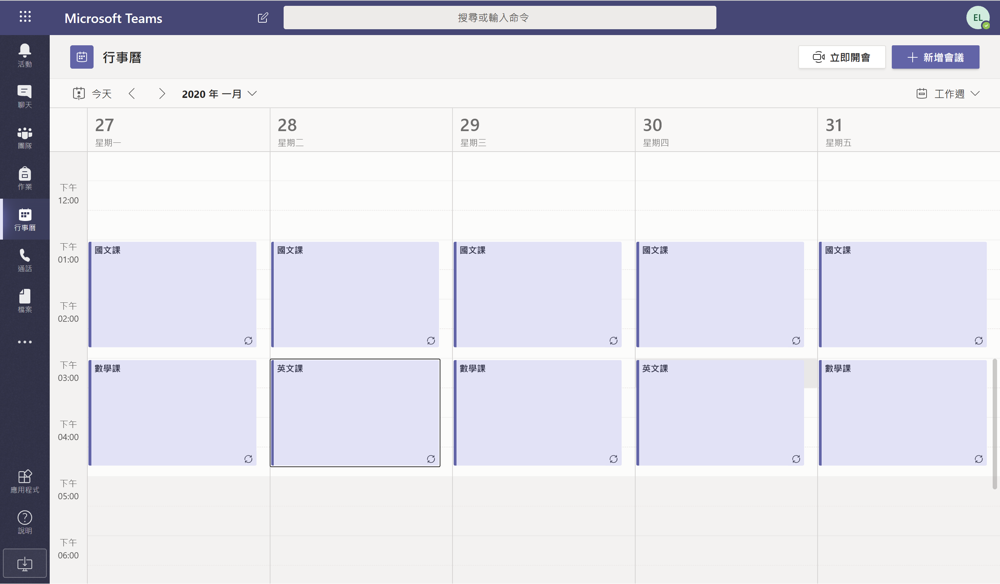 Microsoft Teams
搜尋或輸入命令
EL
活動
聊天
團隊
作業
行事曆
通話
檔案
應用程式
說明
行事曆
立即開會
新增會議
今天
2020 年 一月
工作週
27
星期一
28
星期二
29
星期三
30
星期四
31
星期五
下午
12:00
下午
01:00
下午
02:00
下午
03:00
下午
04:00
下午
05:00
下午
06:00
國文課
國文課
國文課
國文課
國文課
數學課
英文課
數學課
英文課
數學課